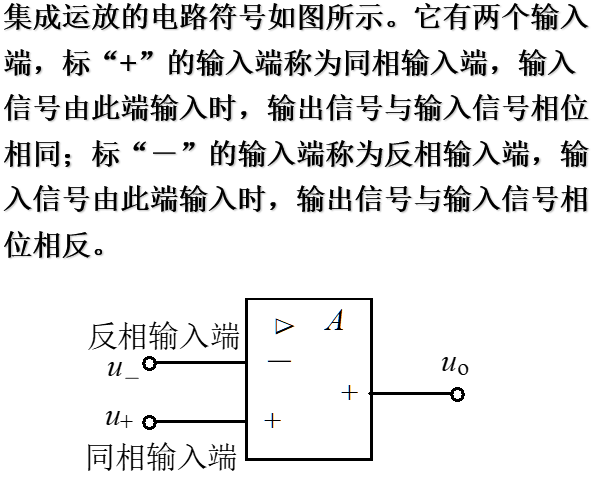 集成运放的电路符号如图所示。它有两个输入
端，标“+”的输入端称为同相输入端，输入
信号由此端输入时，输出信号与输入信号相位
相同；标“－”的输入端称为反相输入端，输
入信号由此端输入时，输出信号与输入信号相
位相反。
▷ A
反相输入端
u－
－
+
uo
u+
+
同相输入端